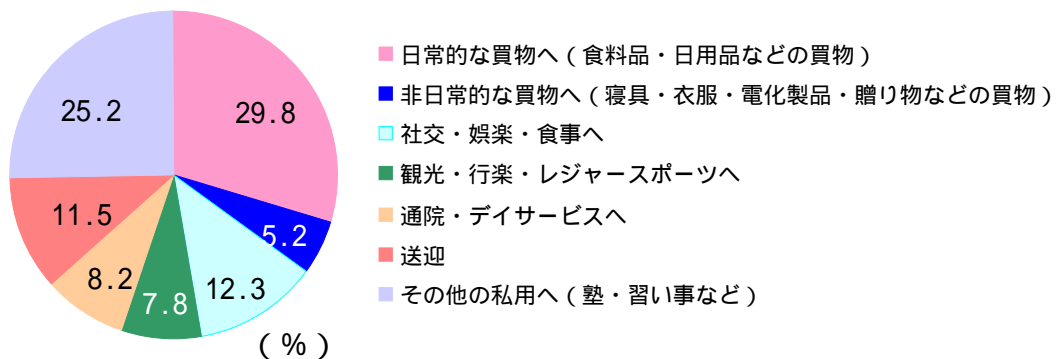 29.8
5.2
12.3
7.8
8.2
11.5
25.2
(%)
日常的な買物へ(食料品・日用品などの買物)
非日常的な買物へ(寝具・衣服・電化製品・贈り物などの買物)
社交・娯楽・食事へ
観光・行楽・レジャースポーツへ
通院・デイサービスへ
送迎
その他の私用へ(塾・習い事など)